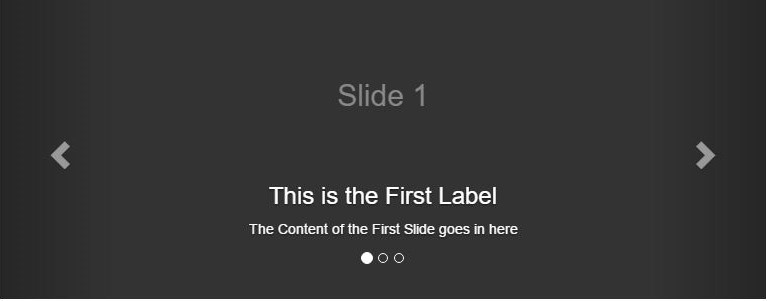 Slide 1
This is the First Label
The Content of the First Slide goes in here